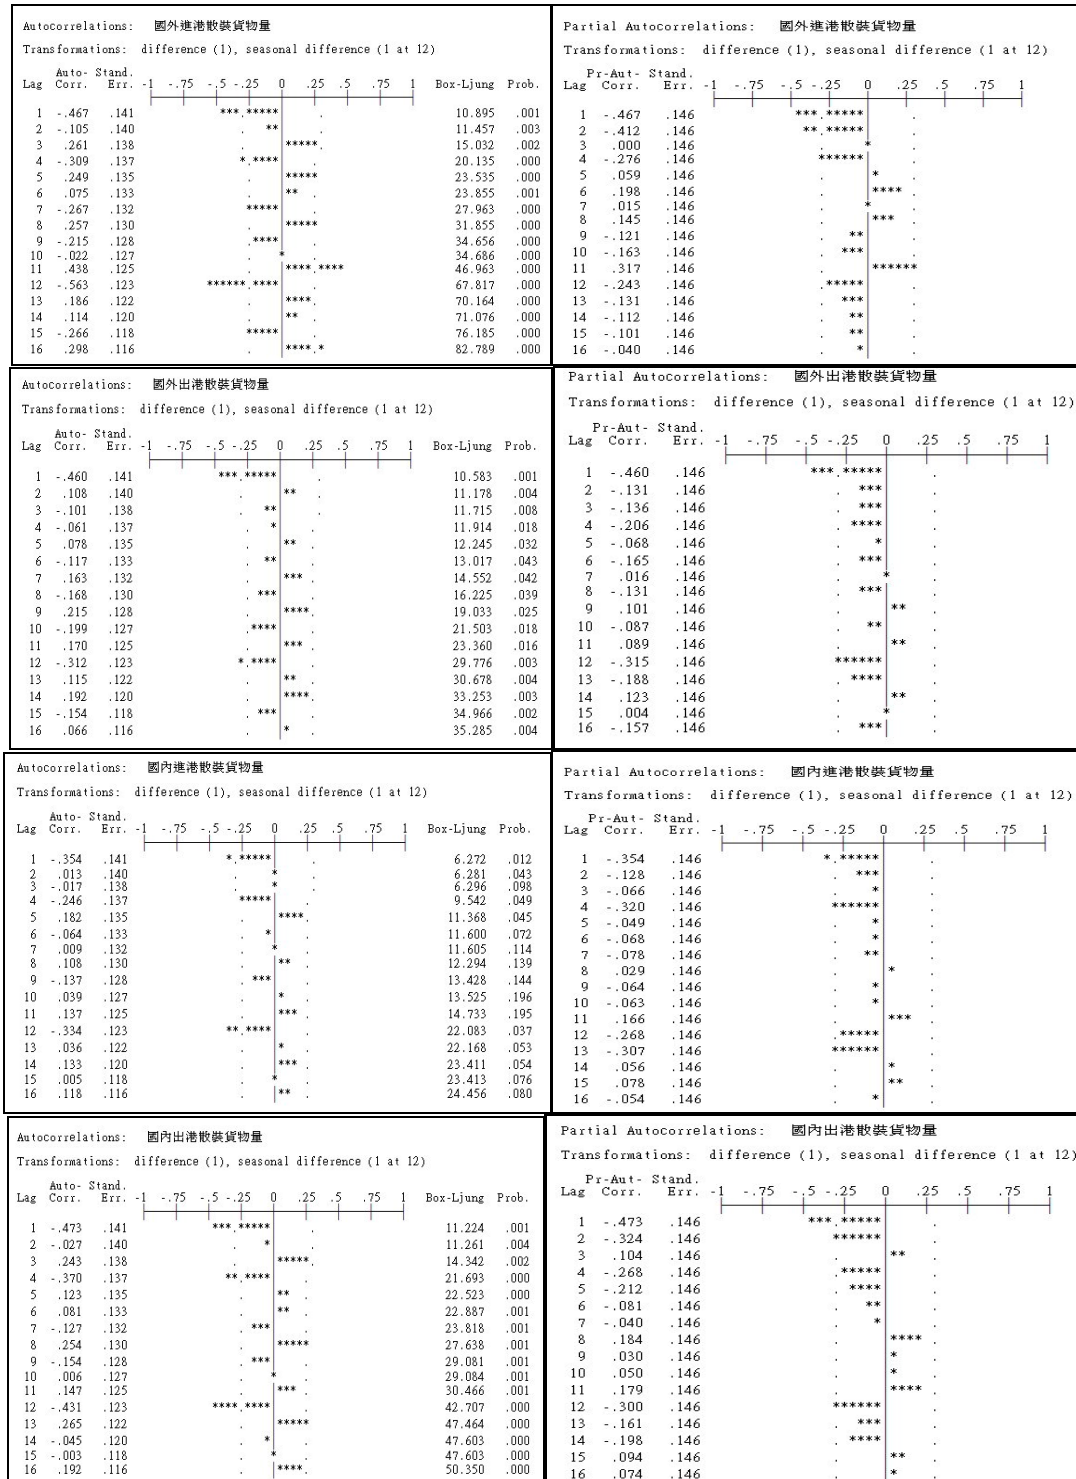 Autocorrelations: 國外進港散裝貨物量
Transformations: difference (1), seasonal difference (1 at 12)
Auto- Stand.
Lag Corr. Err. -1 -.75 -.5 -.25 0 .25 .5 .75 1 Box-Ljung Prob.
1 -.467 .141 ***.***** . 10.895 .001
2 -.105 .140 . ** . 11.457 .003
3 .261 .138 . *****. 15.032 .002
4 -.309 .137 *.**** . 20.135 .000
5 .249 .135 . ***** 23.535 .000
6 .075 .133 . ** . 23.855 .001
7 -.267 .132 ***** . 27.963 .000
8 .257 .130 . ***** 31.855 .000
9 -.215 .128 .**** . 34.656 .000
10 -.022 .127 . * . 34.686 .000
11 .438 .125 . ****.**** 46.963 .000
12 -.563 .123 ******.**** . 67.817 .000
13 .186 .122 . ****. 70.164 .000
14 .114 .120 . ** . 71.076 .000
15 -.266 .118 ***** . 76.185 .000
16 .298 .116 . ****.* 82.789 .000
Partial Autocorrelations: 國外進港散裝貨物量
Transformations: difference (1), seasonal difference (1 at 12)
Pr-Aut- Stand.
Lag Corr. Err. -1 -.75 -.5 -.25 0 .25 .5 .75 1
1 -.467 .146 ***.***** .
2 -.412 .146 **.***** .
3 .000 .146 . * .
4 -.276 .146 ****** .
5 .059 .146 . * .
6 .198 .146 . **** .
7 .015 .146 . * .
8 .145 .146 . *** .
9 -.121 .146 . ** .
10 -.163 .146 . *** .
11 .317 .146 . ******
12 -.243 .146 .***** .
13 -.131 .146 . *** .
14 -.112 .146 . ** .
15 -.101 .146 . ** .
16 -.040 .146 . * .
Autocorrelations: 國外出港散裝貨物量
Transformations: difference (1), seasonal difference (1 at 12)
Auto- Stand.
Lag Corr. Err. -1 -.75 -.5 -.25 0 .25 .5 .75 1 Box-Ljung Prob.
1 -.460 .141 ***.***** . 10.583 .001
2 .108 .140 . ** . 11.178 .004
3 -.101 .138 . ** . 11.715 .008
4 -.061 .137 . * . 11.914 .018
5 .078 .135 . ** . 12.245 .032
6 -.117 .133 . ** . 13.017 .043
7 .163 .132 . *** . 14.552 .042
8 -.168 .130 . *** . 16.225 .039
9 .215 .128 . ****. 19.033 .025
10 -.199 .127 .**** . 21.503 .018
11 .170 .125 . *** . 23.360 .016
12 -.312 .123 *.**** . 29.776 .003
13 .115 .122 . ** . 30.678 .004
14 .192 .120 . **** 33.253 .003
15 -.154 .118 . *** . 34.966 .002
16 .066 .116 . * . 35.285 .004
Partial Autocorrelations: 國外出港散裝貨物量
Transformations: difference (1), seasonal difference (1 at 12)
Pr-Aut- Stand.
Lag Corr. Err. -1 -.75 -.5 -.25 0 .25 .5 .75 1
1 -.460 .146 ***.***** .
2 -.131 .146 . *** .
3 -.136 .146 . *** .
4 -.206 .146 . **** .
5 -.068 .146 . * .
6 -.165 .146 . *** .
7 .016 .146 . * .
8 -.131 .146 . *** .
9 .101 .146 . ** .
10 -.087 .146 . ** .
11 .089 .146 . ** .
12 -.315 .146 ****** .
13 -.188 .146 . **** .
14 .123 .146 . ** .
15 .004 .146 . * .
16 -.157 .146 . *** .
Autocorrelations: 國內進港散裝貨物量
Transformations: difference (1), seasonal difference (1 at 12)
Auto- Stand.
Lag Corr. Err. -1 -.75 -.5 -.25 0 .25 .5 .75 1 Box-Ljung Prob.
1 -.354 .141 *.***** . 6.272 .012
2 .013 .140 . * . 6.281 .043
3 -.017 .138 . * . 6.296 .098
4 -.246 .137 ***** . 9.542 .049
5 .182 .135 . ****. 11.368 .045
6 -.064 .133 . * . 11.600 .072
7 .009 .132 . * . 11.605 .114
8 .108 .130 . ** . 12.294 .139
9 -.137 .128 . *** . 13.428 .144
10 .039 .127 . * . 13.525 .196
11 .137 .125 . *** . 14.733 .195
12 -.334 .123 **.**** . 22.083 .037
13 .036 .122 . * . 22.168 .053
14 .133 .120 . *** . 23.411 .054
15 .005 .118 . * . 23.413 .076
16 .118 .116 . ** . 24.456 .080
Partial Autocorrelations: 國內進港散裝貨物量
Transformations: difference (1), seasonal difference (1 at 12)
Pr-Aut- Stand.
Lag Corr. Err. -1 -.75 -.5 -.25 0 .25 .5 .75 1
1 -.354 .146 *.***** .
2 -.128 .146 . *** .
3 -.066 .146 . * .
4 -.320 .146 ****** .
5 -.049 .146 . * .
6 -.068 .146 . * .
7 -.078 .146 . ** .
8 .029 .146 . * .
9 -.064 .146 . * .
10 -.063 .146 . * .
11 .166 .146 . *** .
12 -.268 .146 .***** .
13 -.307 .146 ****** .
14 .056 .146 . * .
15 .078 .146 . ** .
16 -.054 .146 . * .
Autocorrelations: 國內出港散裝貨物量
Transformations: difference (1), seasonal difference (1 at 12)
Auto- Stand.
Lag Corr. Err. -1 -.75 -.5 -.25 0 .25 .5 .75 1 Box-Ljung Prob.
1 -.473 .141 ***.***** . 11.224 .001
2 -.027 .140 . * . 11.261 .004
3 .243 .138 . *****. 14.342 .002
4 -.370 .137 **.**** . 21.693 .000
5 .123 .135 . ** . 22.523 .000
6 .081 .133 . ** . 22.887 .001
7 -.127 .132 . *** . 23.818 .001
8 .254 .130 . ***** 27.638 .001
9 -.154 .128 . *** . 29.081 .001
10 .006 .127 . * . 29.084 .001
11 .147 .125 . *** . 30.466 .001
12 -.431 .123 ****.**** . 42.707 .000
13 .265 .122 . ***** 47.464 .000
14 -.045 .120 . * . 47.603 .000
15 -.003 .118 . * . 47.603 .000
16 .192 .116 . ****. 50.350 .000
Partial Autocorrelations: 國內出港散裝貨物量
Transformations: difference (1), seasonal difference (1 at 12)
Pr-Aut- Stand.
Lag Corr. Err. -1 -.75 -.5 -.25 0 .25 .5 .75 1
1 -.473 .146 ***.***** .
2 -.324 .146 ****** .
3 .104 .146 . ** .
4 -.268 .146 .***** .
5 -.212 .146 . **** .
6 -.081 .146 . ** .
7 -.040 .146 . * .
8 .184 .146 . **** .
9 .030 .146 . * .
10 .050 .146 . * .
11 .179 .146 . **** .
12 -.300 .146 ****** .
13 -.161 .146 . *** .
14 -.198 .146 . **** .
15 .094 .146 . ** .
16 .074 .146 . * .